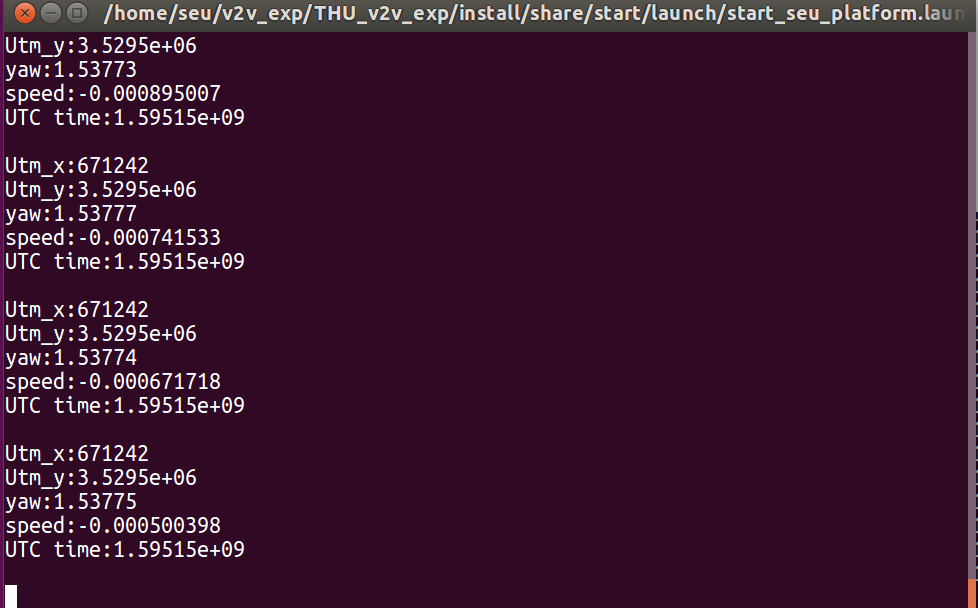 /home/seu/v2v_exp/THU_v2v_exp/install/share/start/launch/start_seu_platform.laun
Utm_y:3.5295e+06
yaw:1.53773
speed:-0.000895007
UTC time:1.59515e+09
Utm_x:671242
Utm_y:3.5295e+06
yaw:1.53777
speed:-0.000741533
UTC time:1.59515e+09
Utm_x:671242
Utm_y:3.5295e+06
yaw:1.53774
speed:-0.000671718
UTC time:1.59515e+09
Utm_x:671242
Utm_y:3.5295e+06
yaw:1.53775
speed:-0.000500398
UTC time:1.59515e+09